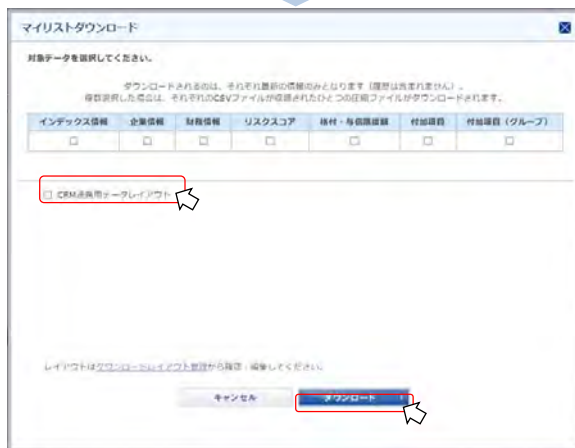 マイリストダウンロード
対象データを選択してください。
ダウンロードされるのは、それぞれ最新の情報のみとなります（履歴は含まれません）。
複数選択した場合は、それぞれのCSVファイルが収録されたひとつの圧縮ファイルがダウンロードされます。
インデックス情報 企業情報 財務情報 リスクスコア 格付・与信限度額 付加項目 付加項目（グループ）
CRM連携用データレイアウト
レイアウトはダウンロードレイアウト管理から確認・編集してください。
キャンセル ダウンロード